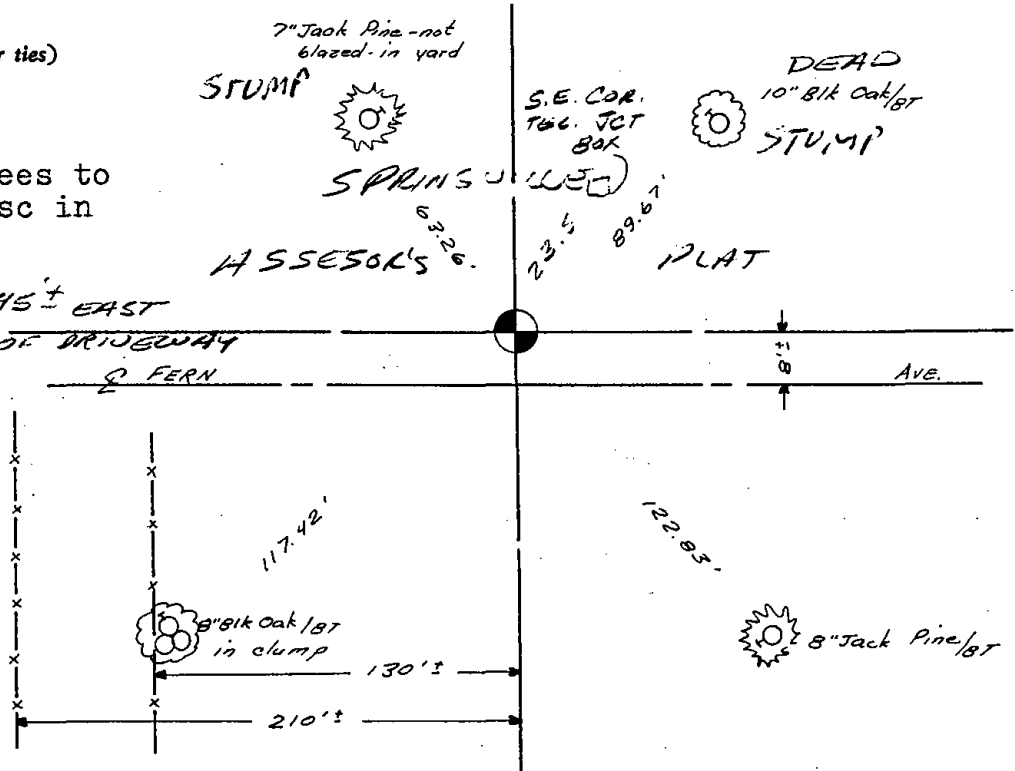 r ties)
7" Jack Pine - not
blazed - in yard
STUMP
S.E. COR.
TEL. JCT
BOX
DEAD
10" Blk Oak/BT
STUMP
ees to
sc in
63.26
23.5
89.67'
ASSESOR'S
PLAT
45'± EAST
OF DRIVEWAY
℄ FERN
AVE.
8'±
117.42'
122.83'
8" Blk Oak/BT
in clump
8" Jack Pine/BT
130'±
210'±